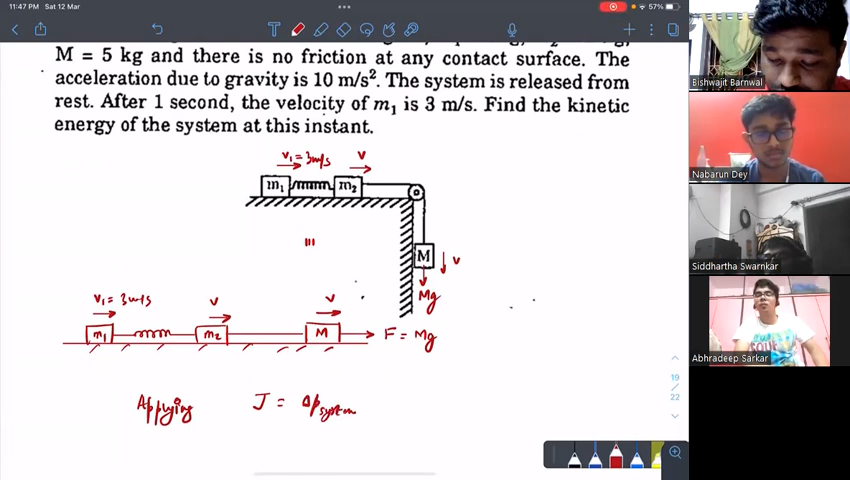 11:47 PM Sat 12 Mar
57%
M = 5 kg and there is no friction at any contact surface. The
acceleration due to gravity is 10 m/s². The system is released from
rest. After 1 second, the velocity of m₁ is 3 m/s. Find the kinetic
energy of the system at this instant.
v₁ = 3m/s
v
m₁
m₂
M
v
Mg
v₁ = 3m/s
v
v
m₁
m₂
M
F = Mg
Applying J = Δp system
19
/
22
Bishwajit Barnwal
Nabarun Dey
Siddhartha Swarnkar
Abhradeep Sarkar